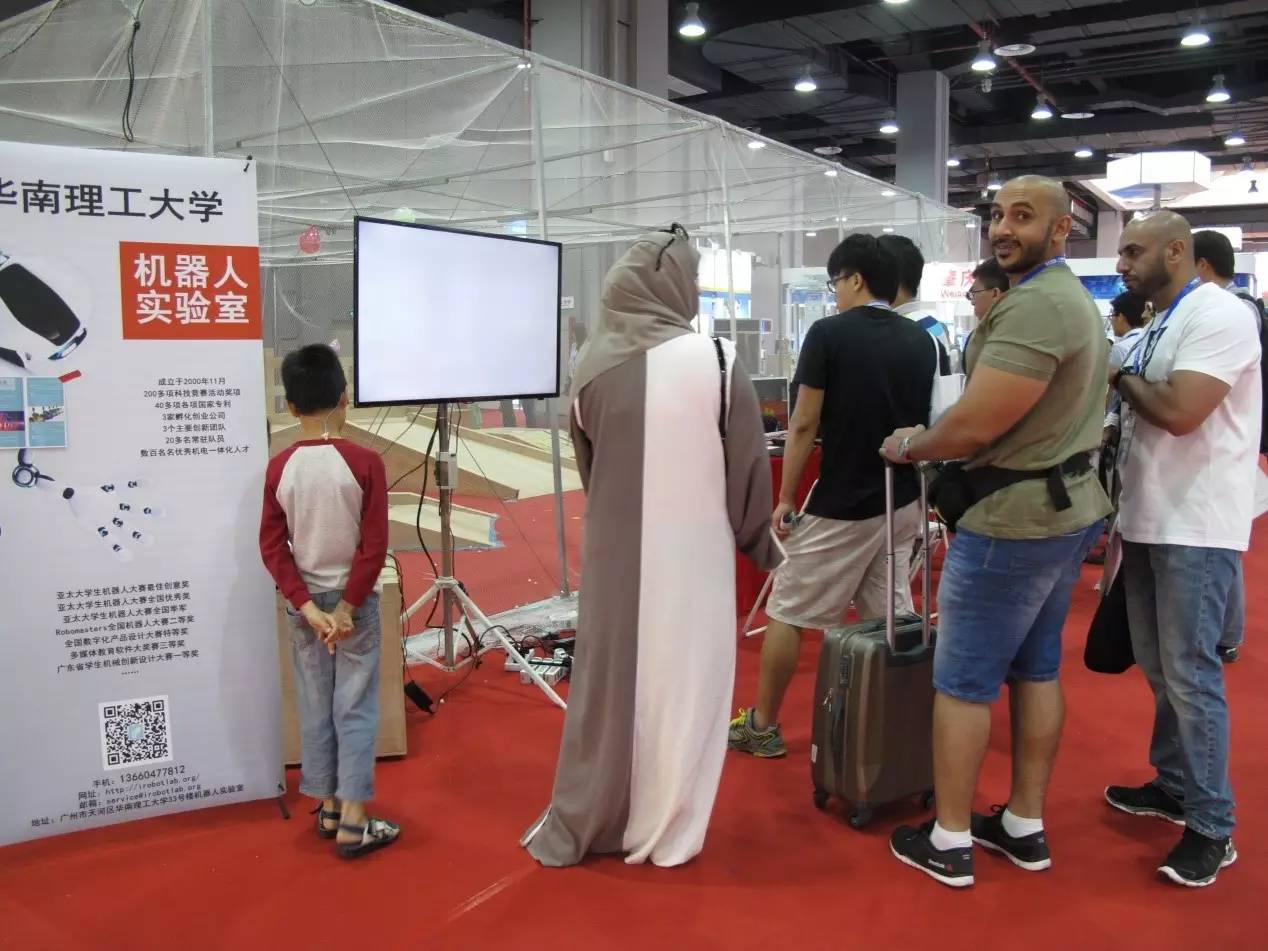 华南理工大学
机器人
实验室
成立于2000年11月
200多项科技竞赛活动奖项
40多项各项国家专利
3家孵化创业公司
3个主要创新团队
20多名常驻队员
数百名名优秀机电一体化人才
亚太大学生机器人大赛最佳创意奖
亚太大学生机器人大赛全国优秀奖
亚太大学生机器人大赛全国季军
Robomasters全国机器人大赛二等奖
全国数字化产品设计大赛特等奖
多媒体教育软件大奖赛三等奖
广东省学生机械创新设计大赛一等奖
……
手机：13660477812
网址：http://irobotlab.org/
邮箱：service@irobotlab.org
地址：广州市天河区华南理工大学33号楼机器人实验室